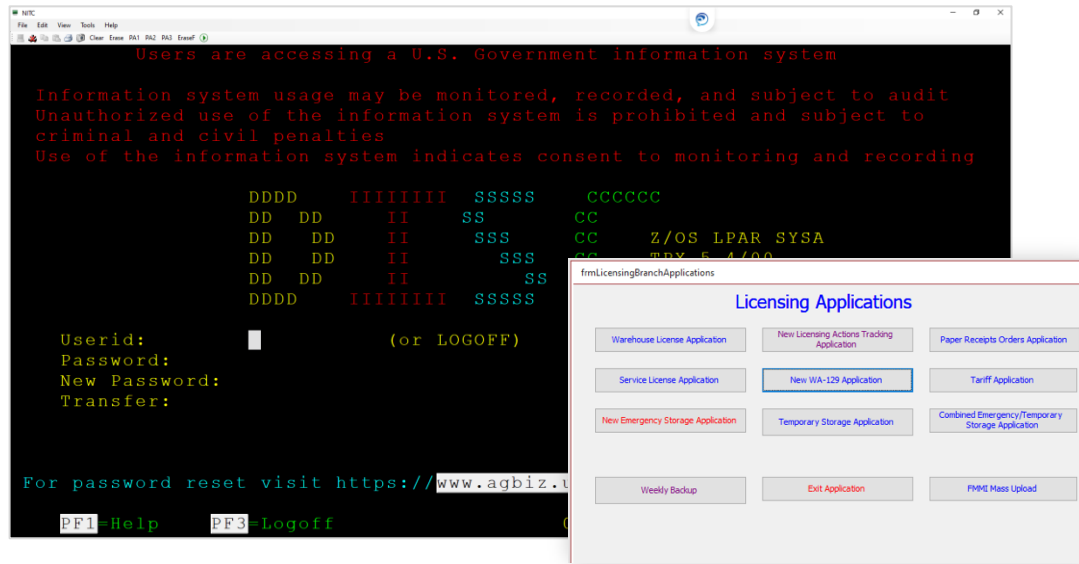 NITC
File Edit View Tools Help
Clear Erase PA1 PA2 PA3 EraseF
Users are accessing a U.S. Government information system
Information system usage may be monitored, recorded, and subject to audit
Unauthorized use of the information system is prohibited and subject to
criminal and civil penalties
Use of the information system indicates consent to monitoring and recording
DDDD IIIIIIII SSSSS CCCCCC
DD DD II SS CC
DD DD II SSS CC Z/OS LPAR SYSA
DD DD II SSS CC TPX 5.4/00
DD DD II SS
DDDD IIIIIIII SSSSS
Userid: (or LOGOFF)
Password:
New Password:
Transfer:
For password reset visit https://www.agbiz.u
PF1=Help PF3=Logoff
frmLicensingBranchApplications
Licensing Applications
Warehouse License Application
New Licensing Actions Tracking
Application
Paper Receipts Orders Application
Service License Application
New WA-129 Application
Tariff Application
New Emergency Storage Application
Temporary Storage Application
Combined Emergency/Temporary
Storage Application
Weekly Backup
Exit Application
FMMI Mass Upload